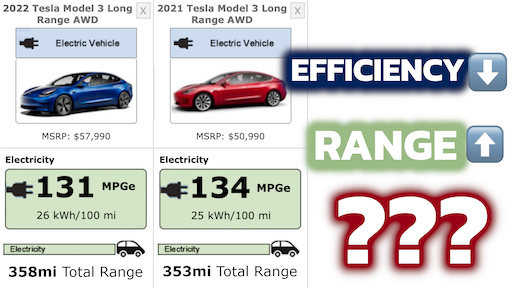 2022 Tesla Model 3 Long
Range AWD
X
Electric Vehicle
MSRP: $57,990
Electricity
131 MPGe
26 kWh/100 mi
Electricity
358mi Total Range
2021 Tesla Model 3 Long
Range AWD
X
Electric Vehicle
MSRP: $50,990
Electricity
134 MPGe
25 kWh/100 mi
Electricity
353mi Total Range
EFFICIENCY ⬇
RANGE ⬆
???